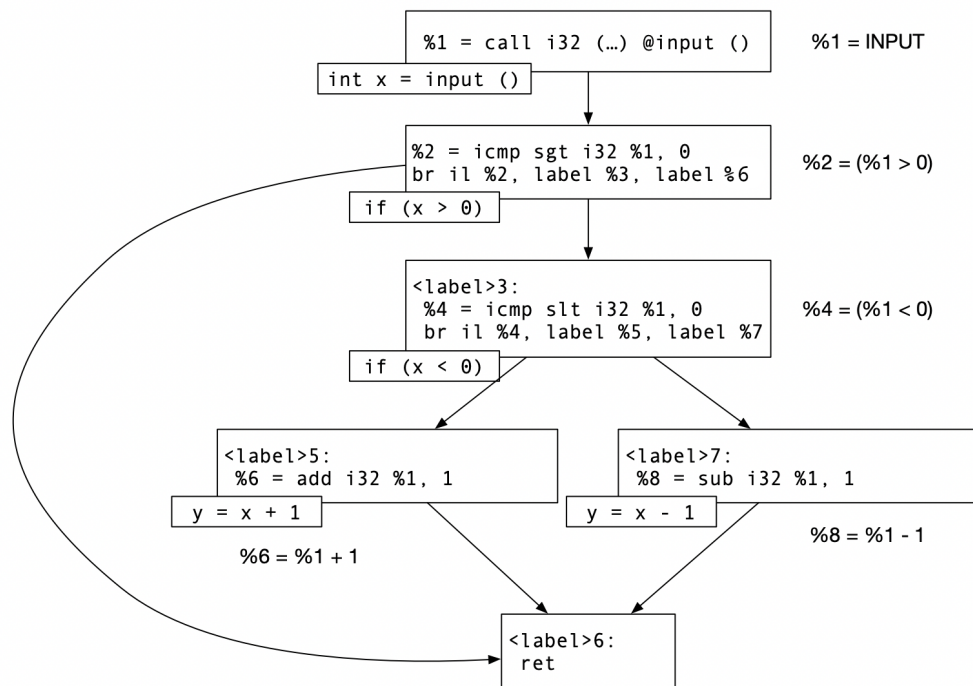 %1 = call i32 (…) @input ()
%1 = INPUT
int x = input ()
%2 = icmp sgt i32 %1, 0
br il %2, label %3, label %6
%2 = (%1 > 0)
if (x > 0)
<label>3:
%4 = icmp slt i32 %1, 0
br il %4, label %5, label %7
%4 = (%1 < 0)
if (x < 0)
<label>5:
%6 = add i32 %1, 1
y = x + 1
%6 = %1 + 1
<label>7:
%8 = sub i32 %1, 1
y = x - 1
%8 = %1 - 1
<label>6:
ret